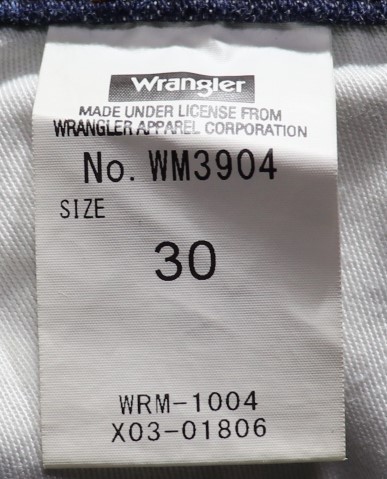 Wrangler
MADE UNDER LICENSE FROM
WRANGLER APPAREL CORPORATION
No. WM3904
SIZE
30
WRM-1004
X03-01806